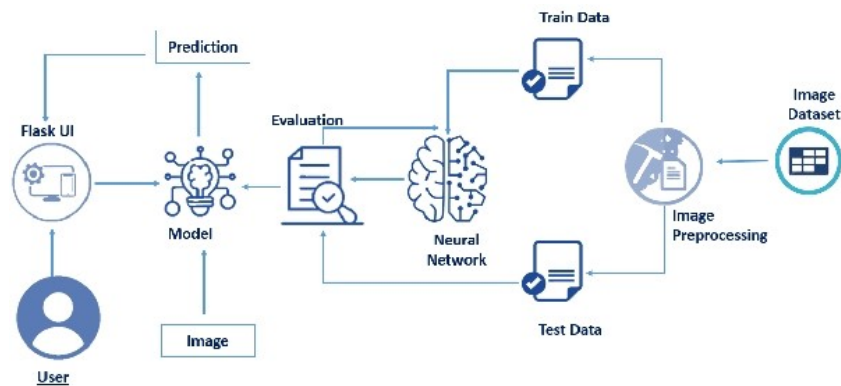 Train Data
Prediction
Image
Dataset
Evaluation
Flask UI
Image
Preprocessing
Model
Neural
Network
Image
Test Data
User